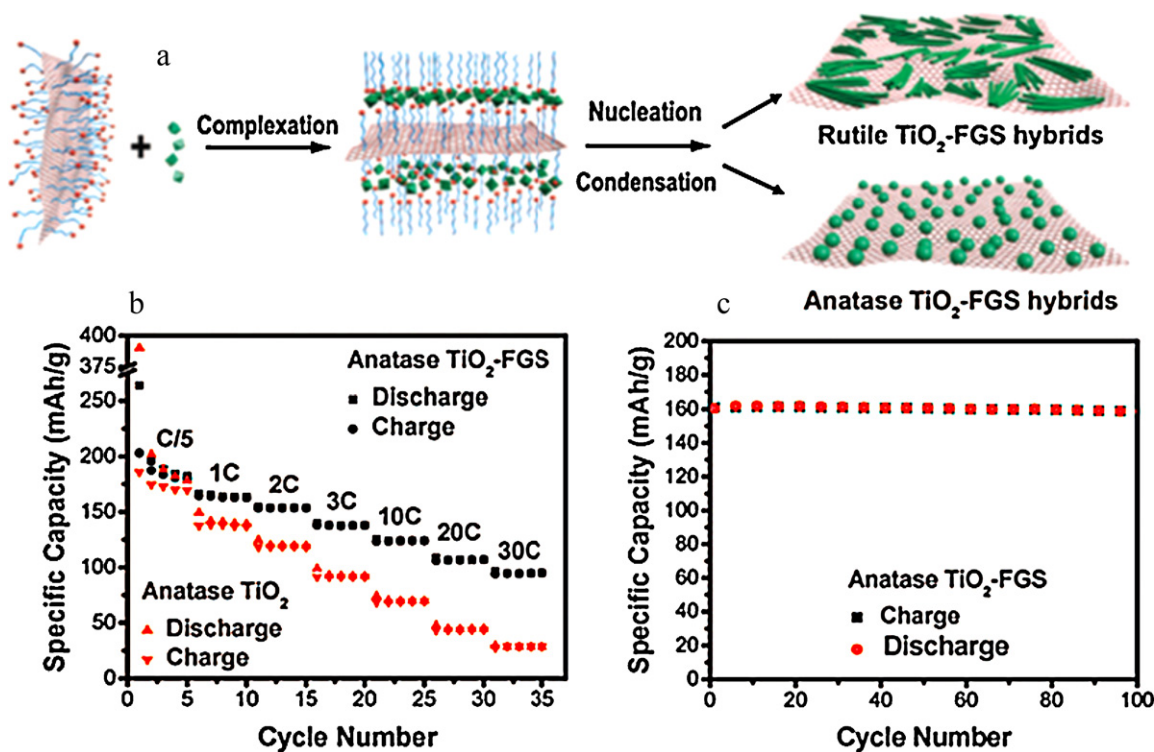 a
+
Complexation
Nucleation
Condensation
Rutile TiO₂-FGS hybrids
Anatase TiO₂-FGS hybrids
b
400
375
250
200
150
100
50
0
Specific Capacity (mAh/g)
Anatase TiO₂-FGS
Discharge
Charge
C/5
1C
2C
3C
10C
20C
30C
Anatase TiO₂
Discharge
Charge
0 5 10 15 20 25 30 35
Cycle Number
c
200
180
160
140
120
100
80
60
40
20
0
Specific Capacity (mAh/g)
Anatase TiO₂-FGS
Charge
Discharge
0 20 40 60 80 100
Cycle Number